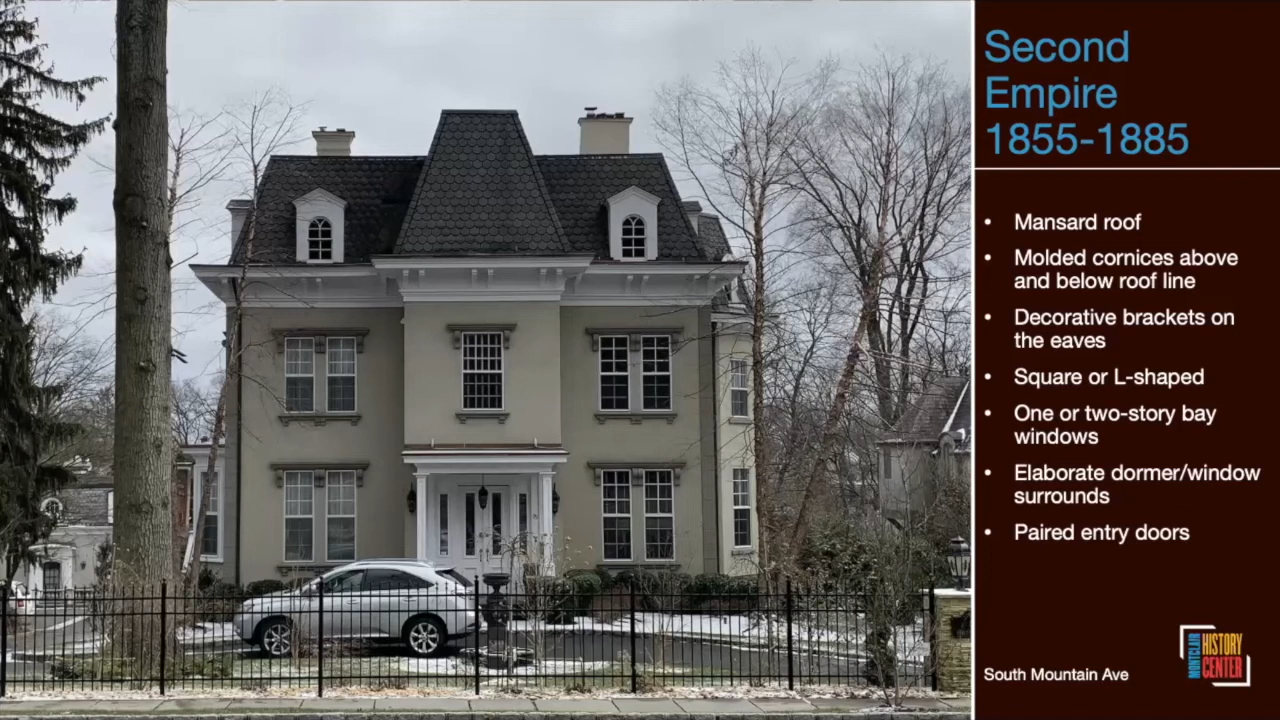 Second
Empire
1855-1885
• Mansard roof
• Molded cornices above
and below roof line
• Decorative brackets on
the eaves
• Square or L-shaped
• One or two-story bay
windows
• Elaborate dormer/window
surrounds
• Paired entry doors
South Mountain Ave
MONTCLAIR
HISTORY
CENTER